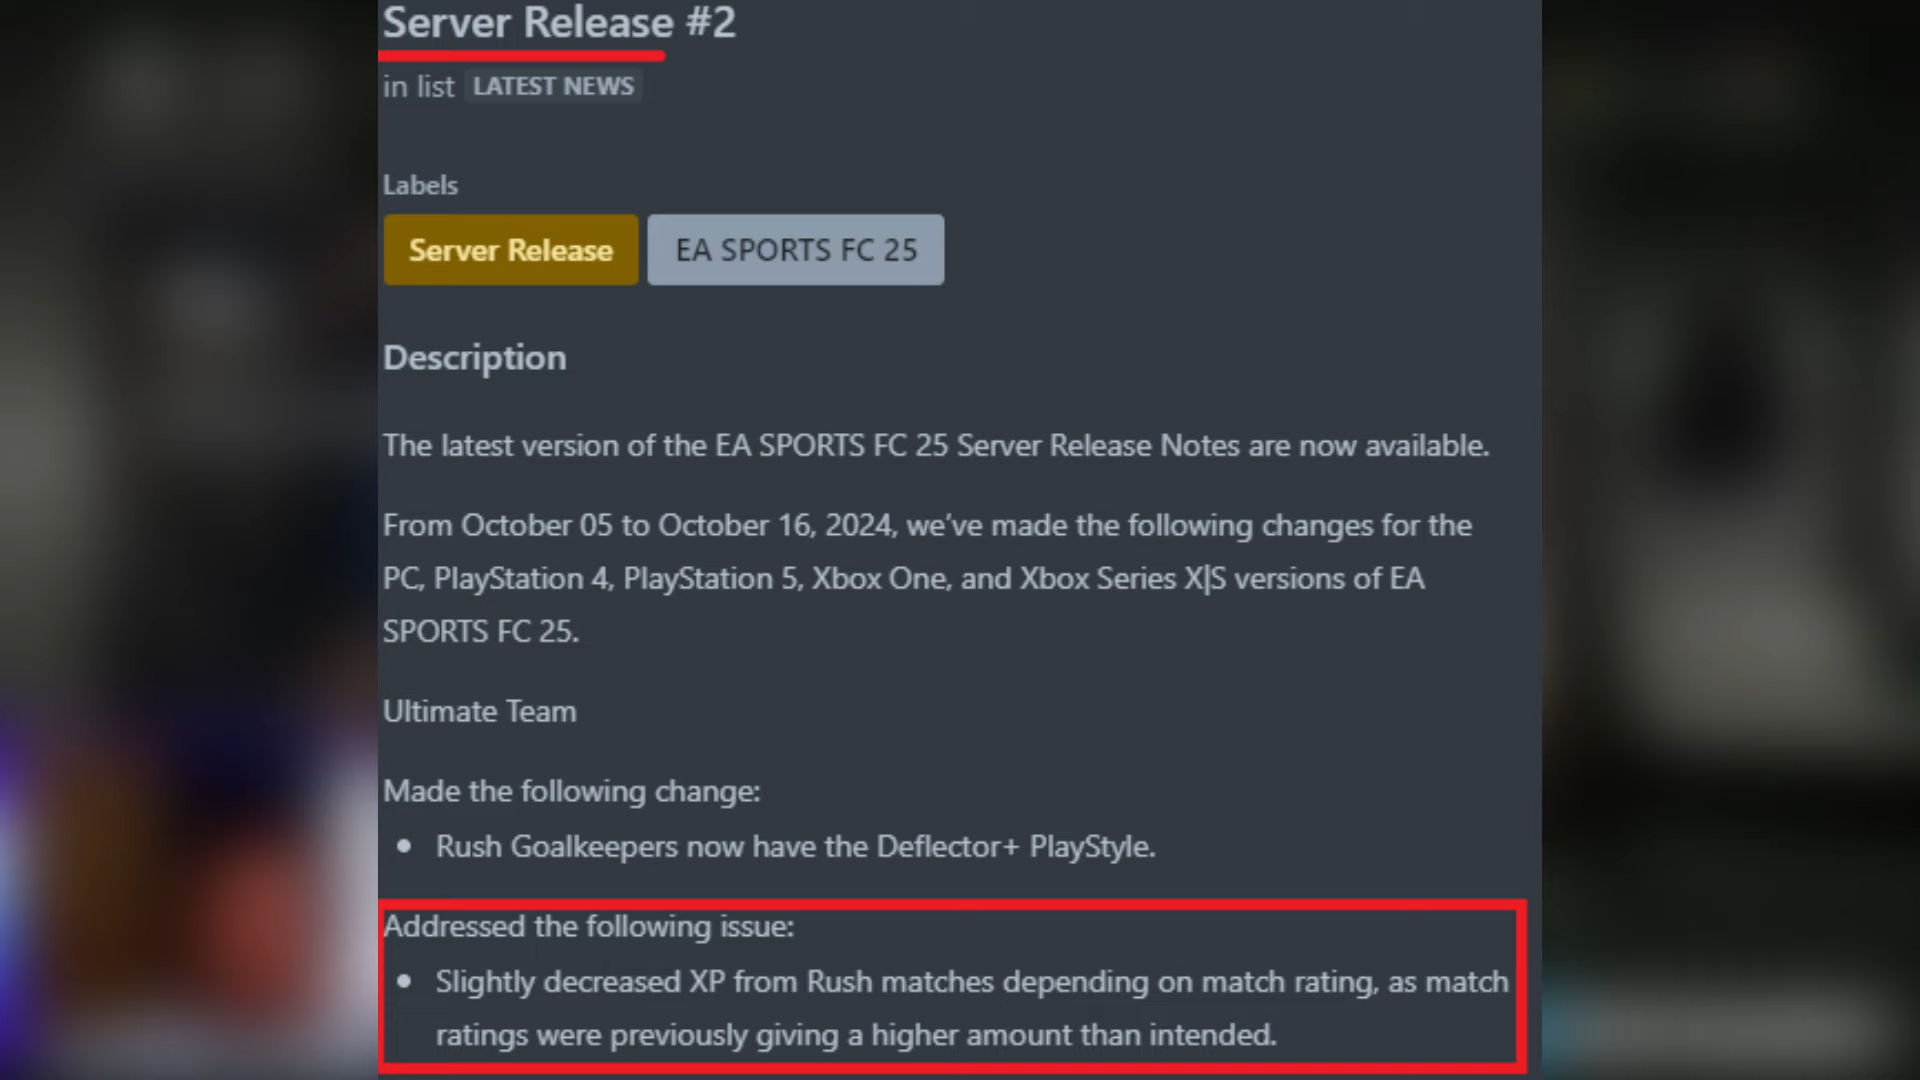 Server Release #2
in list LATEST NEWS
Labels
Server Release EA SPORTS FC 25
Description
The latest version of the EA SPORTS FC 25 Server Release Notes are now available.
From October 05 to October 16, 2024, we've made the following changes for the
PC, PlayStation 4, PlayStation 5, Xbox One, and Xbox Series X|S versions of EA
SPORTS FC 25.
Ultimate Team
Made the following change:
• Rush Goalkeepers now have the Deflector+ PlayStyle.
Addressed the following issue:
• Slightly decreased XP from Rush matches depending on match rating, as match
ratings were previously giving a higher amount than intended.